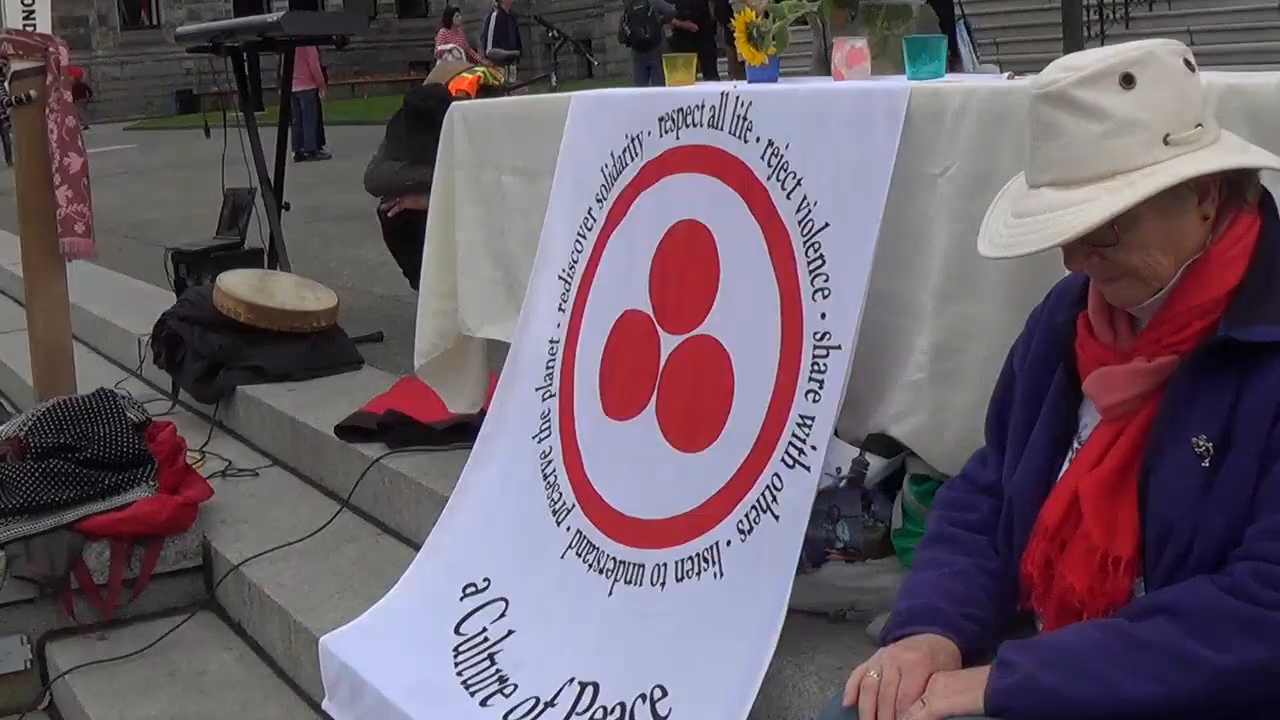 respect all life · reject violence · share with others · listen to understand · preserve the planet · rediscover solidarity ·
a Culture of Peace